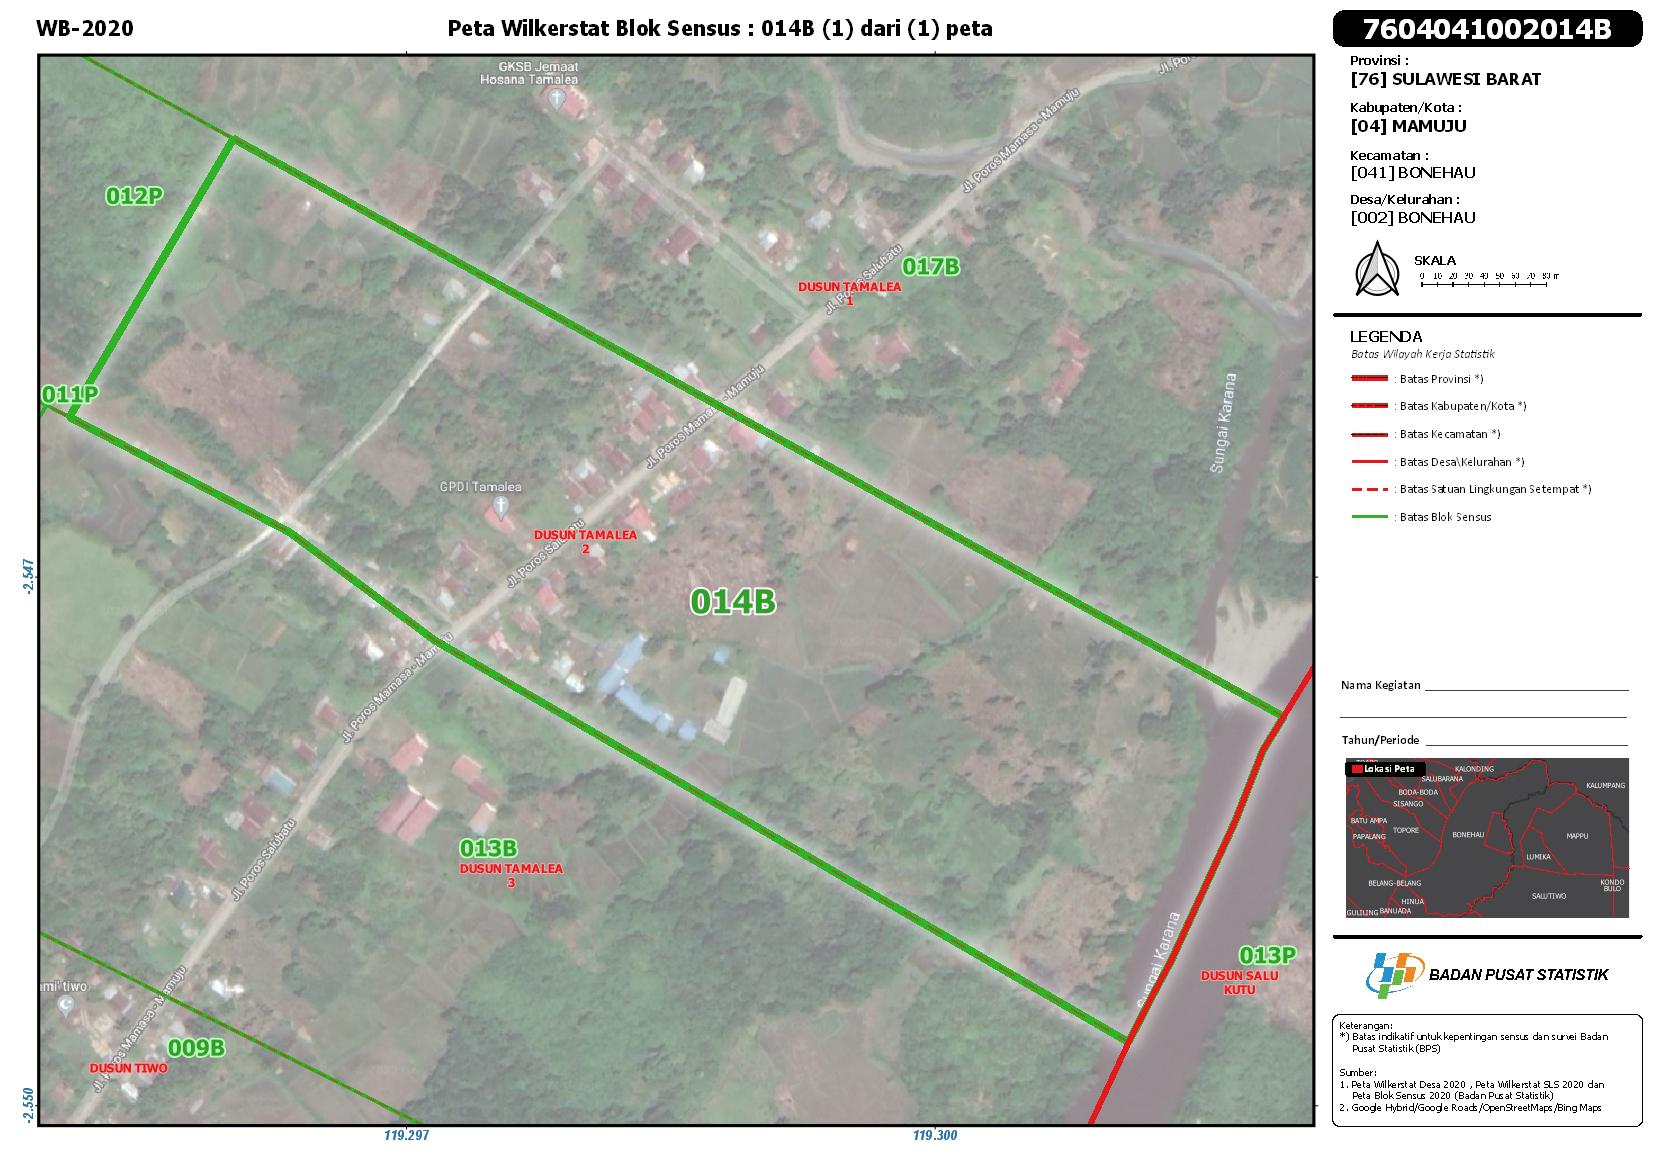 WB-2020
Peta Wilkerstat Blok Sensus : 014B (1) dari (1) peta
7604041002014B
Provinsi :
[76] SULAWESI BARAT
Kabupaten/Kota :
[04] MAMUJU
Kecamatan :
[041] BONEHAU
Desa/Kelurahan :
[002] BONEHAU
SKALA
0 10 20 30 40 50 60 70 80 m
LEGENDA
Batas Wilayah Kerja Statistik
: Batas Provinsi *)
: Batas Kabupaten/Kota *)
: Batas Kecamatan *)
: Batas Desa\Kelurahan *)
: Batas Satuan Lingkungan Setempat *)
: Batas Blok Sensus
Nama Kegiatan
Tahun/Periode
Lokasi Peta
KALONDING
SALUBARANA
KALUMPANG
BODA-BODA
SISANGO
BATU AMPA
TOPORE
PAPALANG
BONEHAU
MAPPU
LUMIKA
BELANG-BELANG
KONDO
BULO
HINUA
SALUTIWO
GULILING
BANUADA
BADAN PUSAT STATISTIK
Keterangan:
*) Batas indikatif untuk kepentingan sensus dan survei Badan
Pusat Statistik (BPS)
Sumber:
1. Peta Wilkerstat Desa 2020 , Peta Wilkerstat SLS 2020 dan
Peta Blok Sensus 2020 (Badan Pusat Statistik)
2. Google Hybrid/Google Roads/OpenStreetMaps/Bing Maps
GKSB Jemaat
Hosana Tamalea
Jl. Po
Jl. Poros Mamasa - Mamuju
012P
017B
DUSUN TAMALEA
1
Jl. Poros Salubatu
011P
Jl. Poros Mamasa - Mamuju
Sungai Karana
GPDI Tamalea
DUSUN TAMALEA
2
Jl. Poros Salubatu
014B
Jl. Poros Mamasa - Mamuju
013B
DUSUN TAMALEA
3
Jl. Poros Salubatu
Sungai Karana
013P
DUSUN SALU
KUTU
ami' tiwo
Jl. Poros Mamasa - Mamuju
009B
DUSUN TIWO
-2.547
-2.550
119.297
119.300